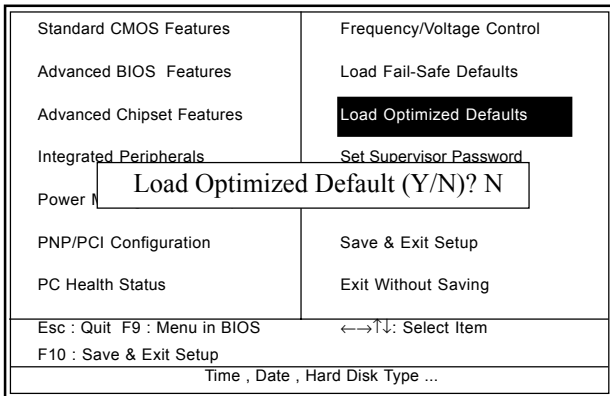 Standard CMOS Features
Advanced BIOS Features
Advanced Chipset Features
Integrated Peripherals
Power
PNP/PCI Configuration
PC Health Status
Frequency/Voltage Control
Load Fail-Safe Defaults
Load Optimized Defaults
Set Supervisor Password
Save & Exit Setup
Exit Without Saving
Load Optimized Default (Y/N)? N
Esc : Quit F9 : Menu in BIOS
←→↑↓: Select Item
F10 : Save & Exit Setup
Time , Date , Hard Disk Type ...